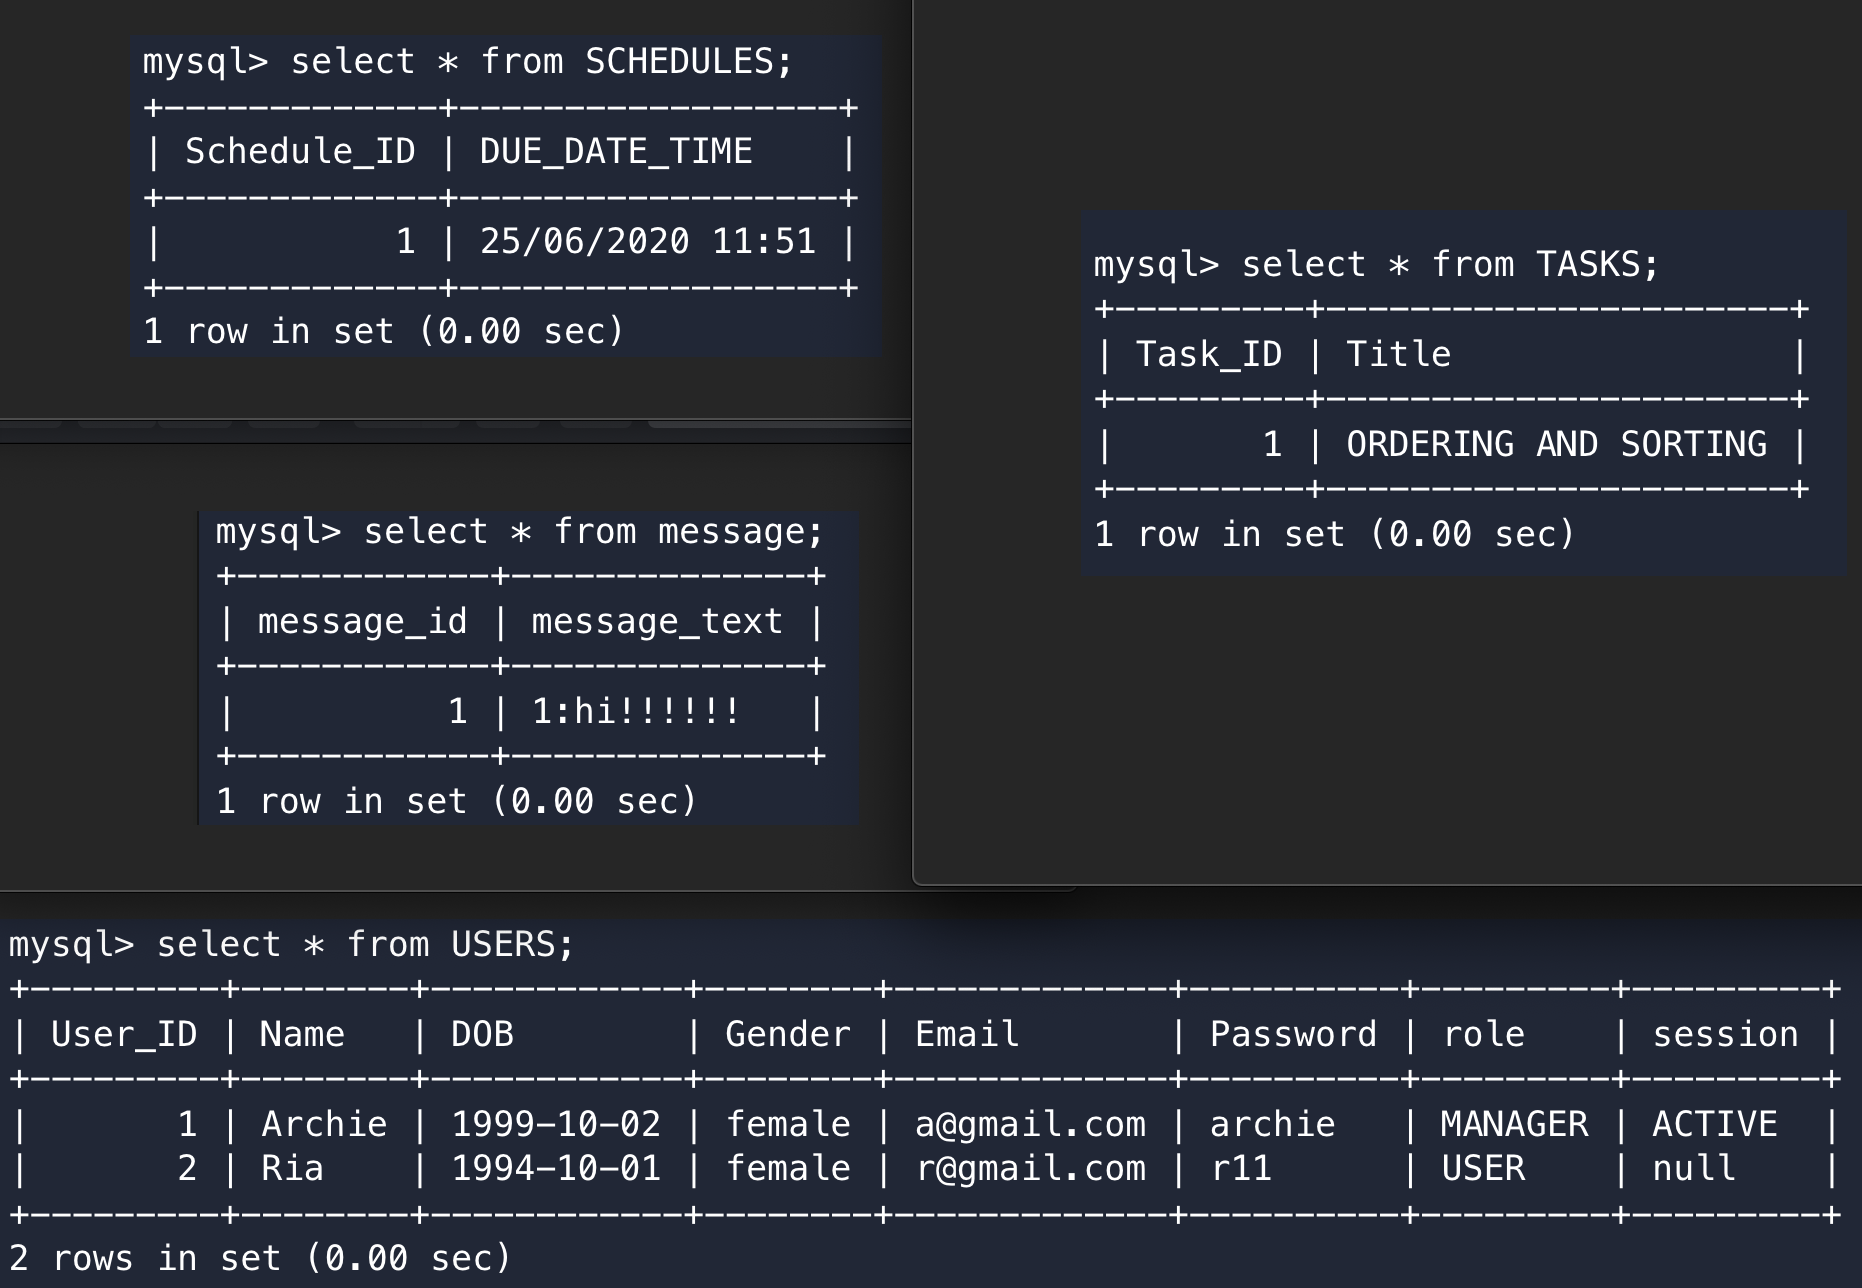 mysql> select * from SCHEDULES;
+-------------+------------------+
| Schedule_ID | DUE_DATE_TIME    |
+-------------+------------------+
|           1 | 25/06/2020 11:51 |
+-------------+------------------+
1 row in set (0.00 sec)
mysql> select * from TASKS;
+---------+----------------------+
| Task_ID | Title                |
+---------+----------------------+
|       1 | ORDERING AND SORTING |
+---------+----------------------+
1 row in set (0.00 sec)
mysql> select * from message;
+------------+--------------+
| message_id | message_text |
+------------+--------------+
|          1 | 1:hi!!!!!!   |
+------------+--------------+
1 row in set (0.00 sec)
mysql> select * from USERS;
+---------+--------+------------+--------+-------------+----------+---------+---------+
| User_ID | Name   | DOB        | Gender | Email       | Password | role    | session |
+---------+--------+------------+--------+-------------+----------+---------+---------+
|       1 | Archie | 1999-10-02 | female | a@gmail.com | archie   | MANAGER | ACTIVE  |
|       2 | Ria    | 1994-10-01 | female | r@gmail.com | r11      | USER    | null    |
+---------+--------+------------+--------+-------------+----------+---------+---------+
2 rows in set (0.00 sec)